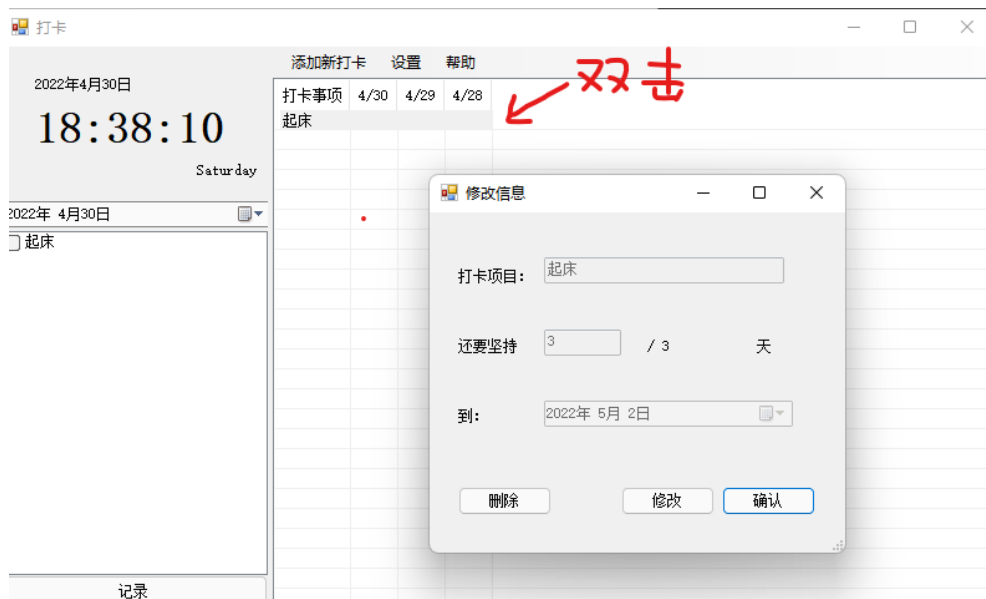 打卡
添加新打卡 设置 帮助
2022年4月30日
18:38:10
Saturday
2022年 4月30日
起床
记录
打卡事项 4/30 4/29 4/28
起床
双击
修改信息
打卡项目: 起床
还要坚持 3 / 3 天
到: 2022年 5月 2日
删除 修改 确认